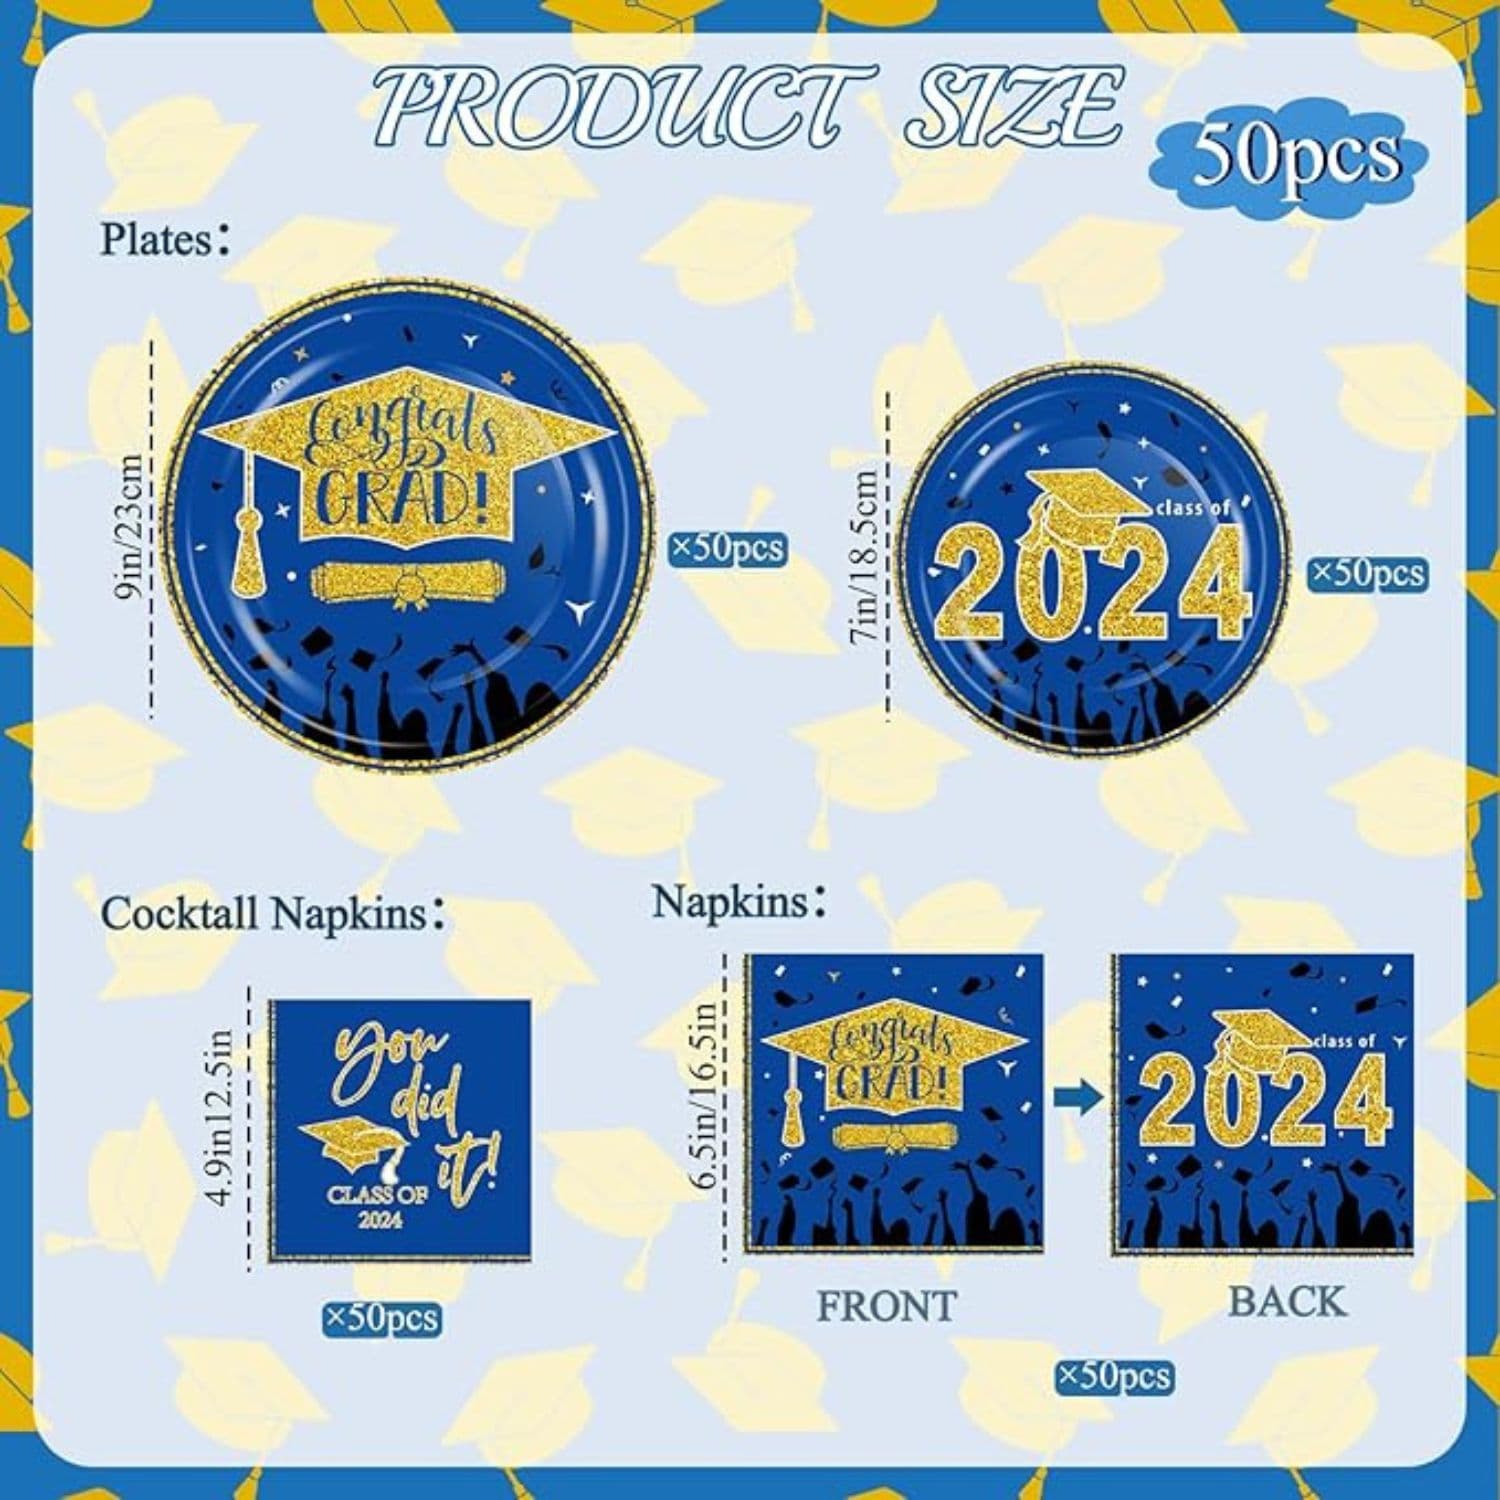 PRODUCT SIZE
50pcs
Plates：
9in/23cm
Congrats
GRAD!
×50pcs
7in/18.5cm
class of
2024
×50pcs
Cocktall Napkins：
4.9in12.5in
you
did
it!
CLASS OF
2024
×50pcs
Napkins：
6.5in/16.5in
Congrats
GRAD!
FRONT
class of
2024
BACK
×50pcs